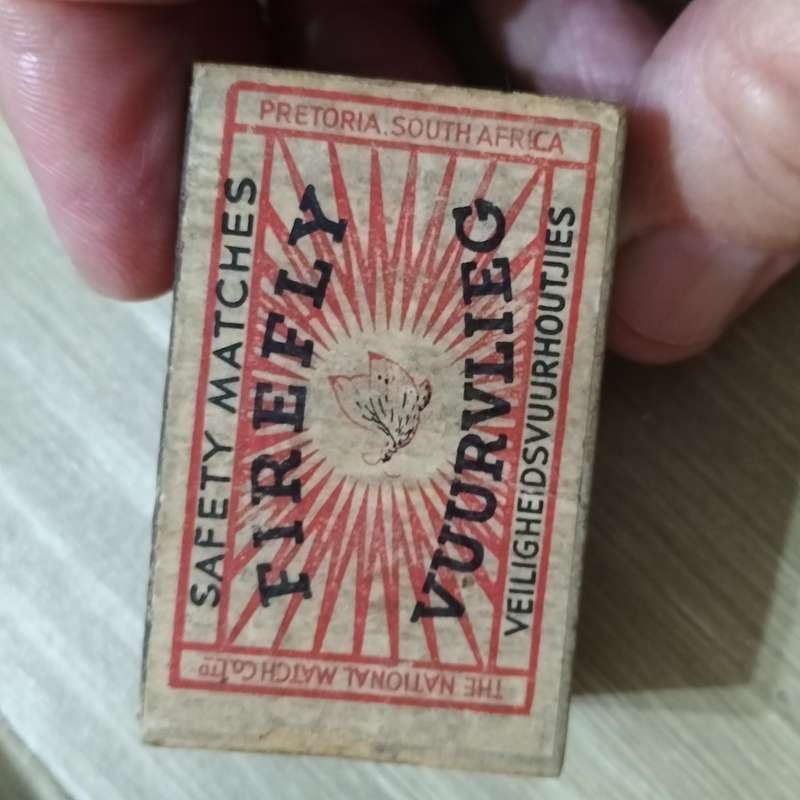 PRETORIA. SOUTH AFRICA
SAFETY MATCHES
FIREFLY
VUURVLIEG
VEILIGHEIDSVUURHOUTJIES
THE NATIONAL MATCH Co. LTD